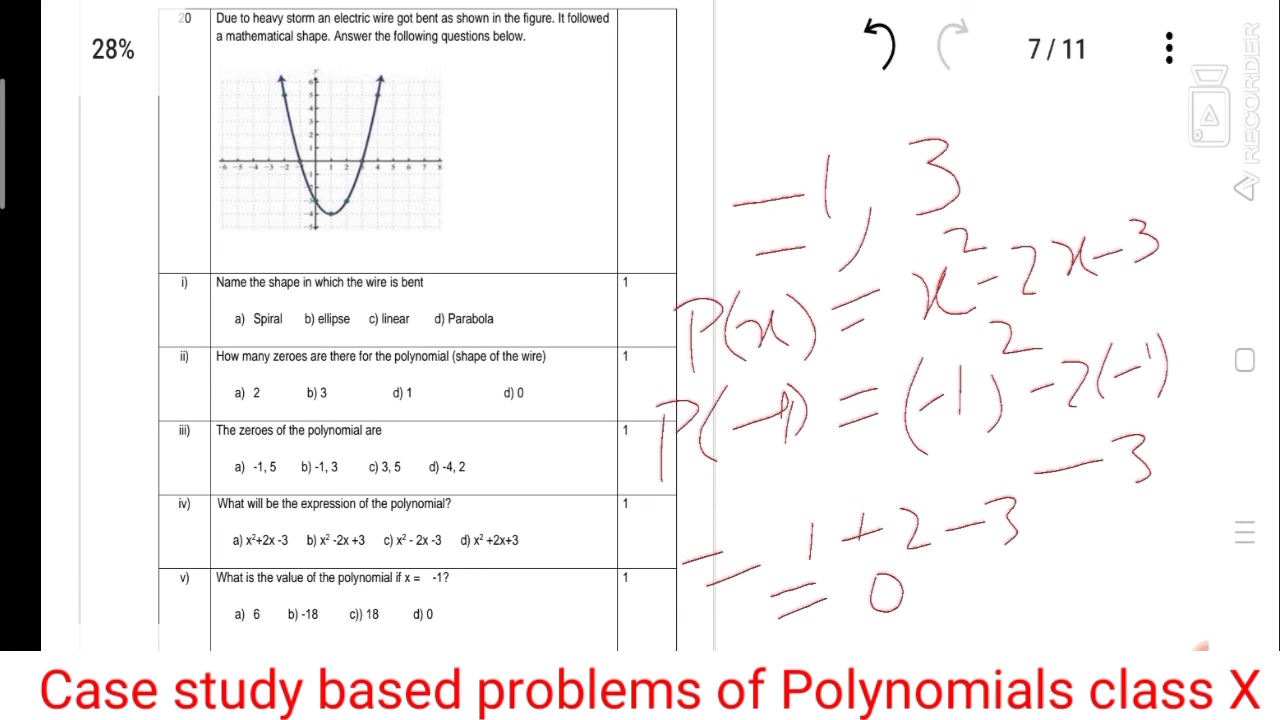 28%
20 Due to heavy storm an electric wire got bent as shown in the figure. It followed
a mathematical shape. Answer the following questions below.
i) Name the shape in which the wire is bent 1
a) Spiral b) ellipse c) linear d) Parabola
ii) How many zeroes are there for the polynomial (shape of the wire) 1
a) 2 b) 3 d) 1 d) 0
iii) The zeroes of the polynomial are 1
a) -1, 5 b) -1, 3 c) 3, 5 d) -4, 2
iv) What will be the expression of the polynomial? 1
a) x²+2x -3 b) x² -2x +3 c) x² - 2x -3 d) x² +2x+3
v) What is the value of the polynomial if x = -1? 1
a) 6 b) -18 c)) 18 d) 0
7 / 11
RECORDER
-1, 3
- ,
P(x) = x² - 2x - 3
P(-1) = (-1)² - 2(-1)
- 3
= 1 + 2 - 3
= 0
Case study based problems of Polynomials class X